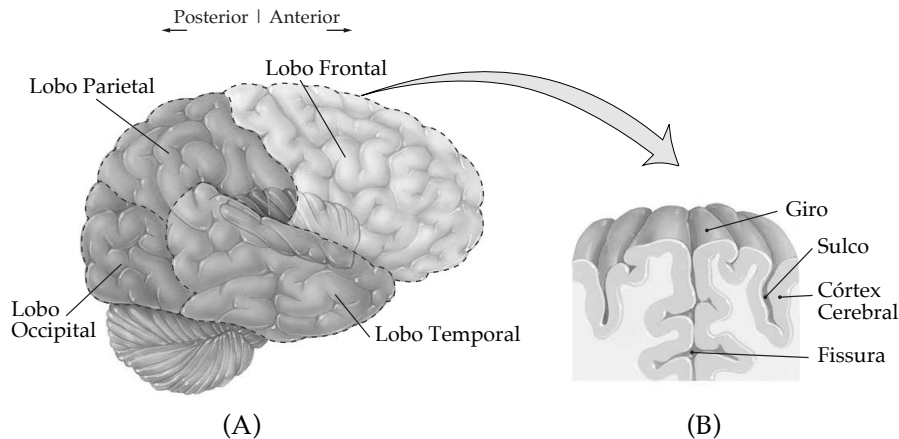 Posterior | Anterior
Lobo Frontal
Lobo Parietal
Giro
Sulco
Córtex
Cerebral
Lobo
Occipital
Lobo Temporal
Fissura
(A)
(B)